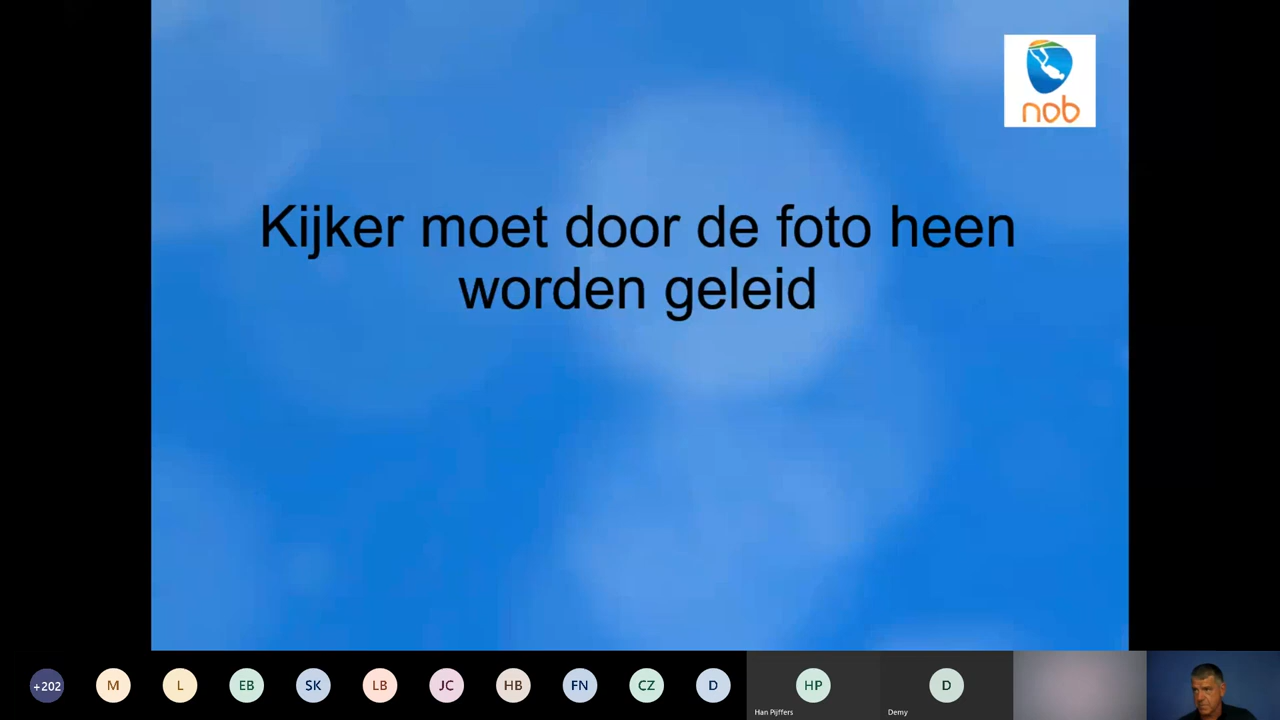 nob
Kijker moet door de foto heen
worden geleid
+202
M
L
EB
SK
LB
JC
HB
FN
CZ
D
HP
Han Pijffers
D
Demy